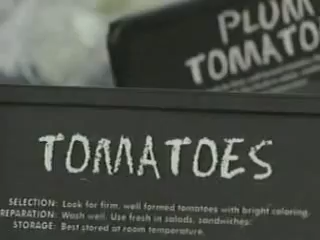 PLUM
TOMATO
TOMATOES
SELECTION: Look for firm, well formed tomatoes with bright coloring.
REPARATION: Wash well. Use fresh in salads, sandwiches.
STORAGE: Best stored at room temperature.